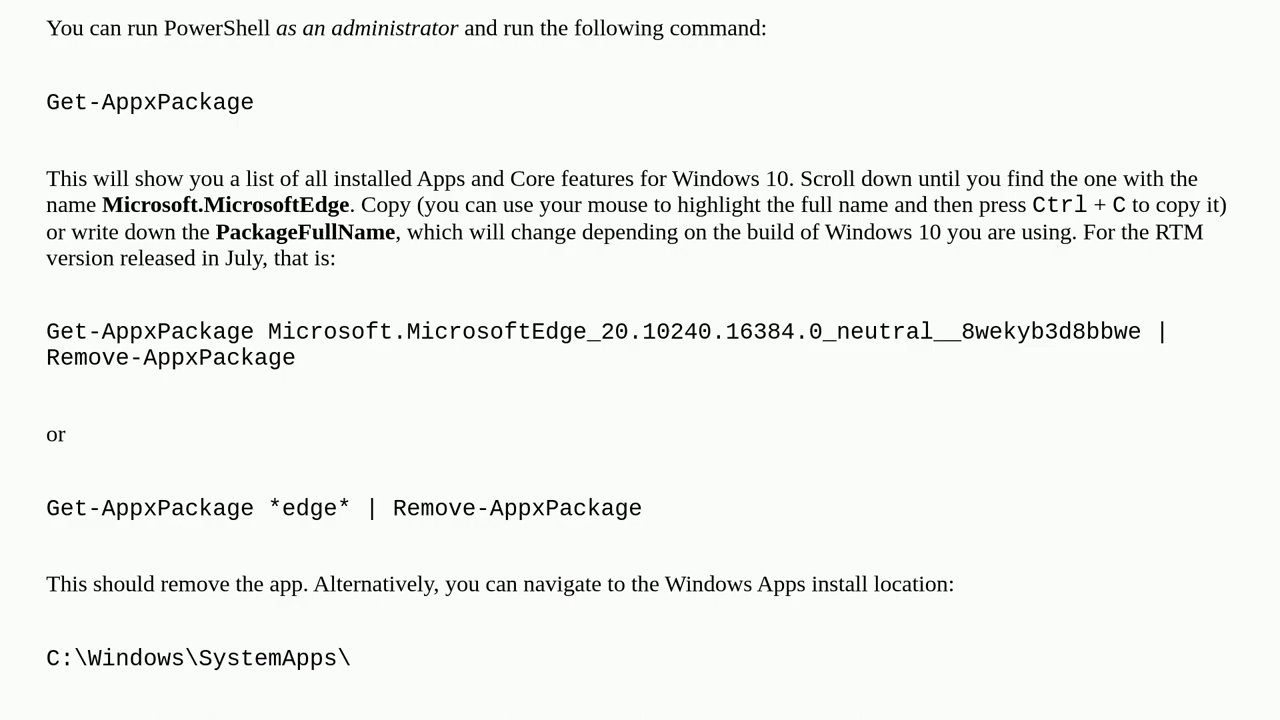 You can run PowerShell as an administrator and run the following command:
Get-AppxPackage
This will show you a list of all installed Apps and Core features for Windows 10. Scroll down until you find the one with the
name Microsoft.MicrosoftEdge. Copy (you can use your mouse to highlight the full name and then press Ctrl + C to copy it)
or write down the PackageFullName, which will change depending on the build of Windows 10 you are using. For the RTM
version released in July, that is:
Get-AppxPackage Microsoft.MicrosoftEdge_20.10240.16384.0_neutral__8wekyb3d8bbwe |
Remove-AppxPackage
or
Get-AppxPackage *edge* | Remove-AppxPackage
This should remove the app. Alternatively, you can navigate to the Windows Apps install location:
C:\Windows\SystemApps\